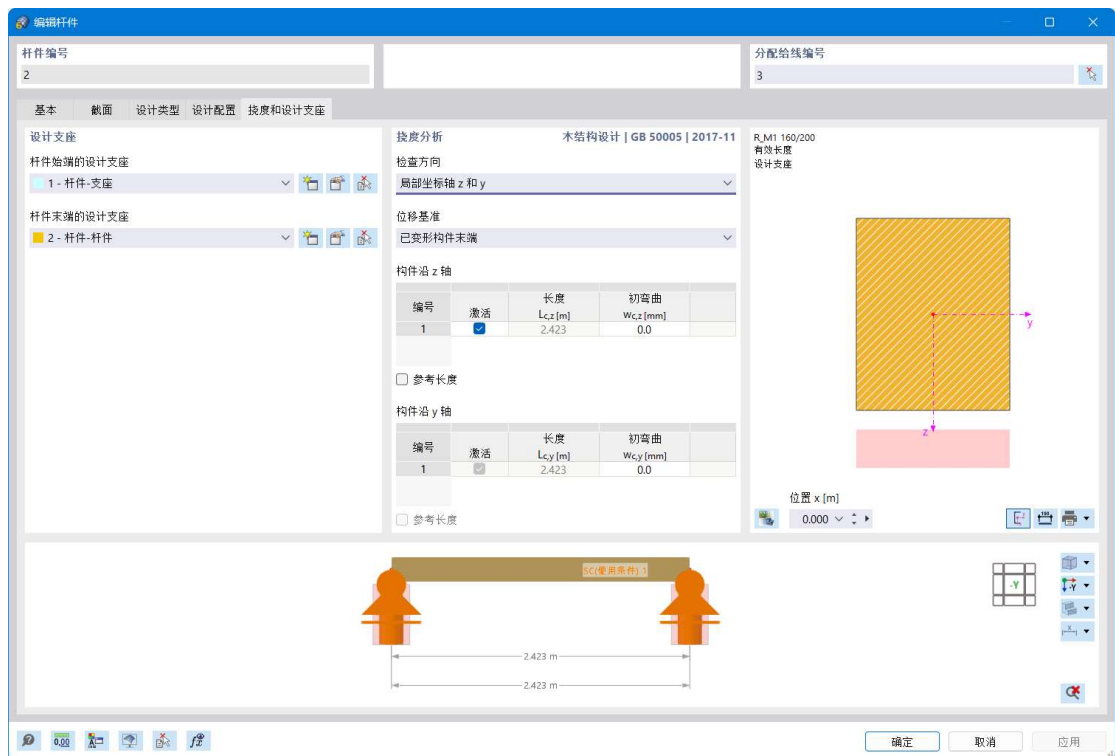 编辑杆件
杆件编号
2
分配给线编号
3
基本 截面 设计类型 设计配置 挠度和设计支座
设计支座
杆件始端的设计支座
1 - 杆件-支座
杆件末端的设计支座
2 - 杆件-杆件
挠度分析 木结构设计 | GB 50005 | 2017-11
检查方向
局部坐标轴 z 和 y
位移基准
已变形构件末端
构件沿 z 轴
编号 激活 长度 Lc,z [m] 初弯曲 wc,z [mm]
1 2.423 0.0
参考长度
构件沿 y 轴
编号 激活 长度 Lc,y [m] 初弯曲 wc,y [mm]
1 2.423 0.0
参考长度
R_M1 160/200
有效长度
设计支座
y
z
位置 x [m]
0.000
SC(使用条件) 1
2.423 m
2.423 m
-Y
确定 取消 应用